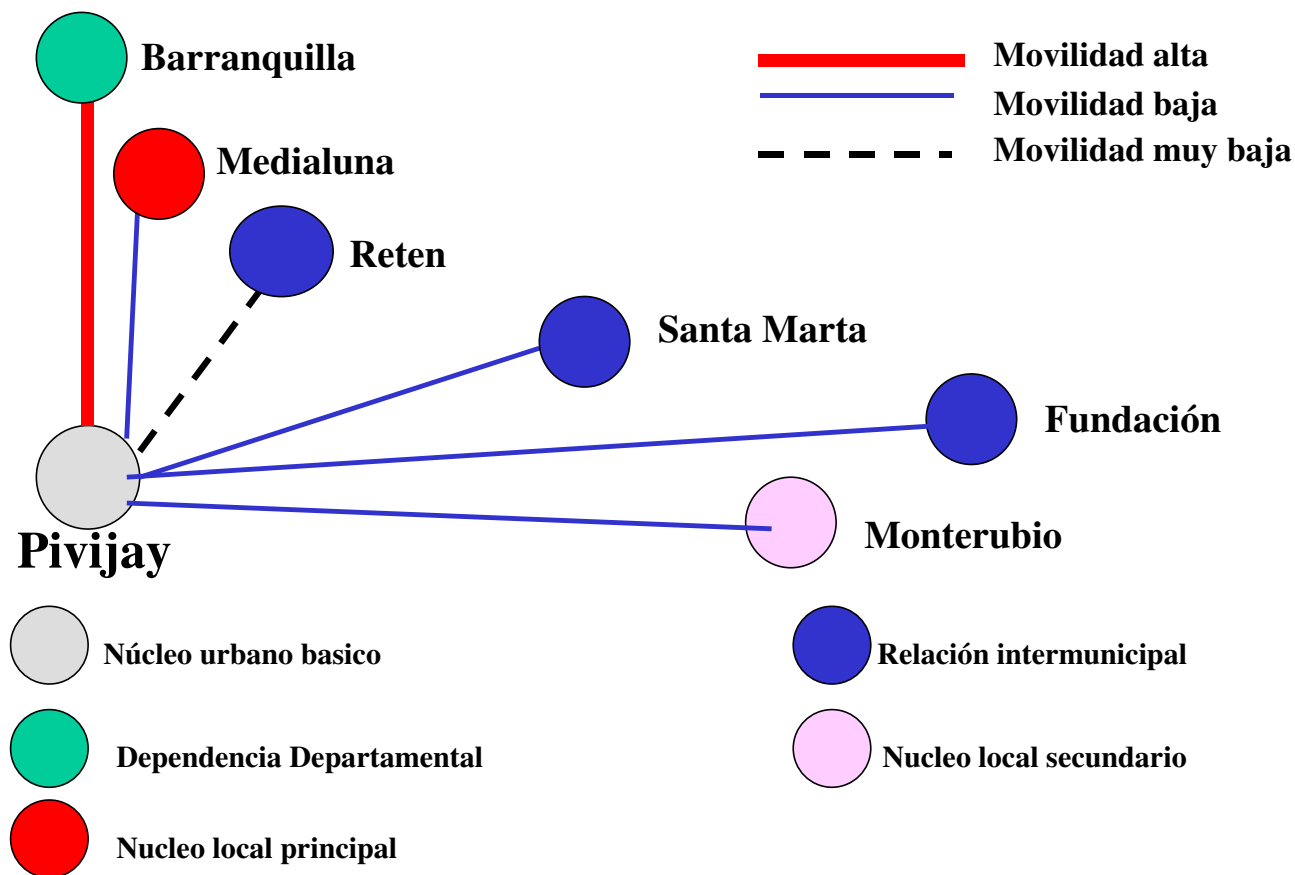 Barranquilla
Movilidad alta
Movilidad baja
Movilidad muy baja
Medialuna
Reten
Santa Marta
Fundación
Monterubio
Pivijay
Núcleo urbano basico
Relación intermunicipal
Dependencia Departamental
Nucleo local secundario
Nucleo local principal